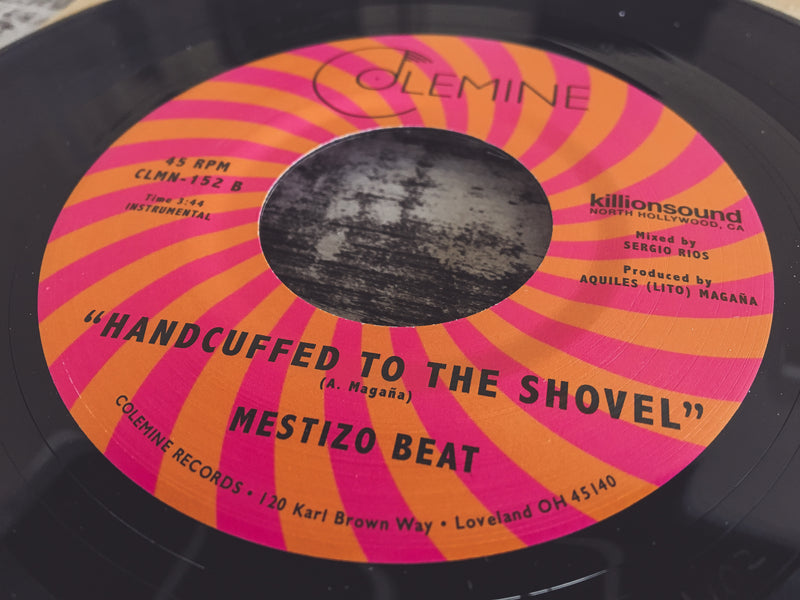 COLEMINE
45 RPM
CLMN-152 B
Time 3:44
INSTRUMENTAL
killionsound
NORTH HOLLYWOOD, CA
Mixed by
SERGIO RIOS
Produced by
AQUILES (LITO) MAGAÑA
“HANDCUFFED TO THE SHOVEL”
(A. Magaña)
MESTIZO BEAT
COLEMINE RECORDS • 120 Karl Brown Way • Loveland OH 45140